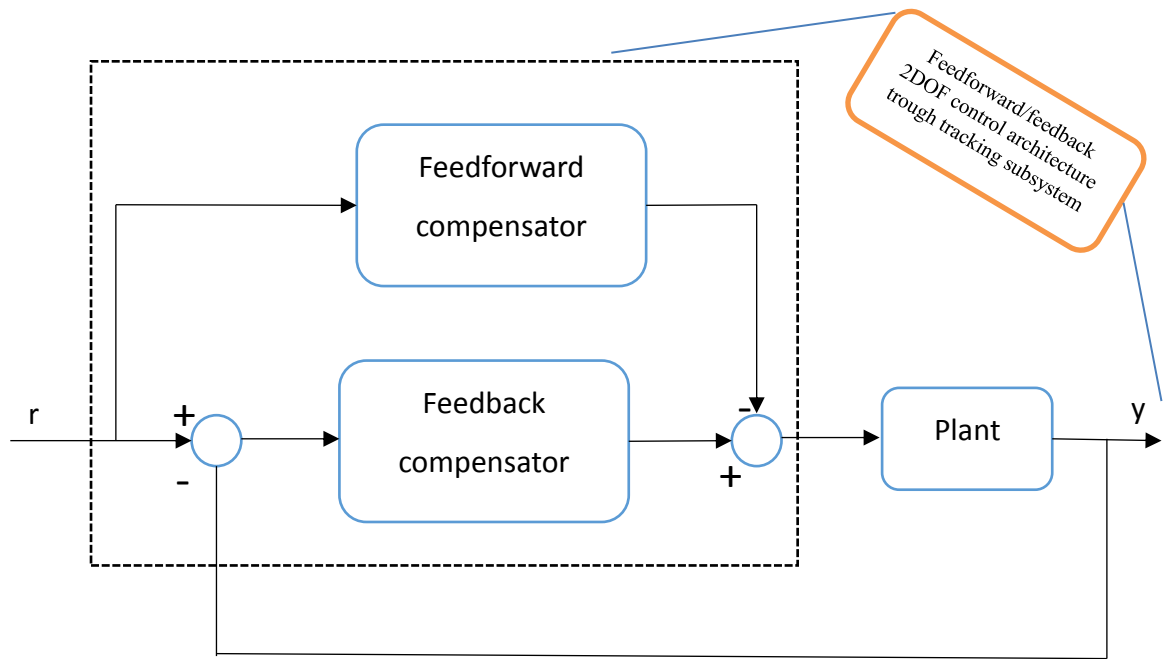 Feedforward/feedback
2DOF control architecture
trough tracking subsystem
Feedforward
compensator
r
+
-
Feedback
compensator
-
+
Plant
y